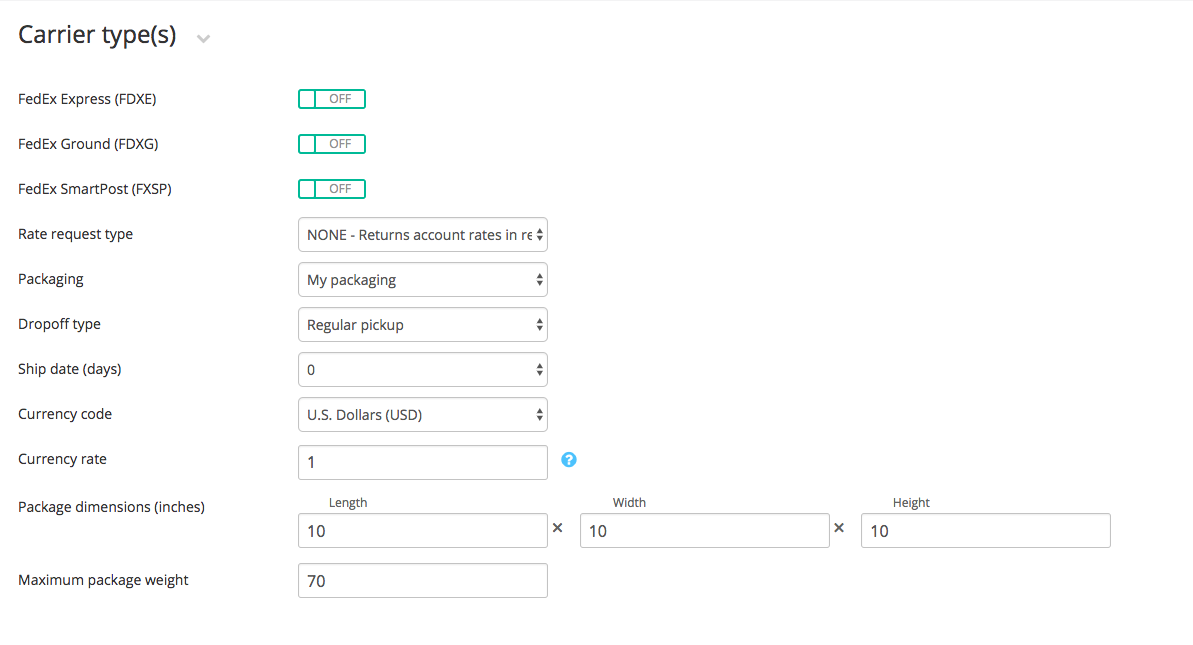 Carrier type(s)
FedEx Express (FDXE) OFF
FedEx Ground (FDXG) OFF
FedEx SmartPost (FXSP) OFF
Rate request type NONE - Returns account rates in re
Packaging My packaging
Dropoff type Regular pickup
Ship date (days) 0
Currency code U.S. Dollars (USD)
Currency rate 1 ?
Length Width Height
Package dimensions (inches) 10 × 10 × 10
Maximum package weight 70